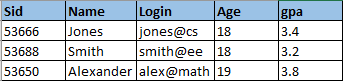 Sid Name Login Age gpa
53666 Jones jones@cs 18 3.4
53688 Smith smith@ee 18 3.2
53650 Alexander alex@math 19 3.8